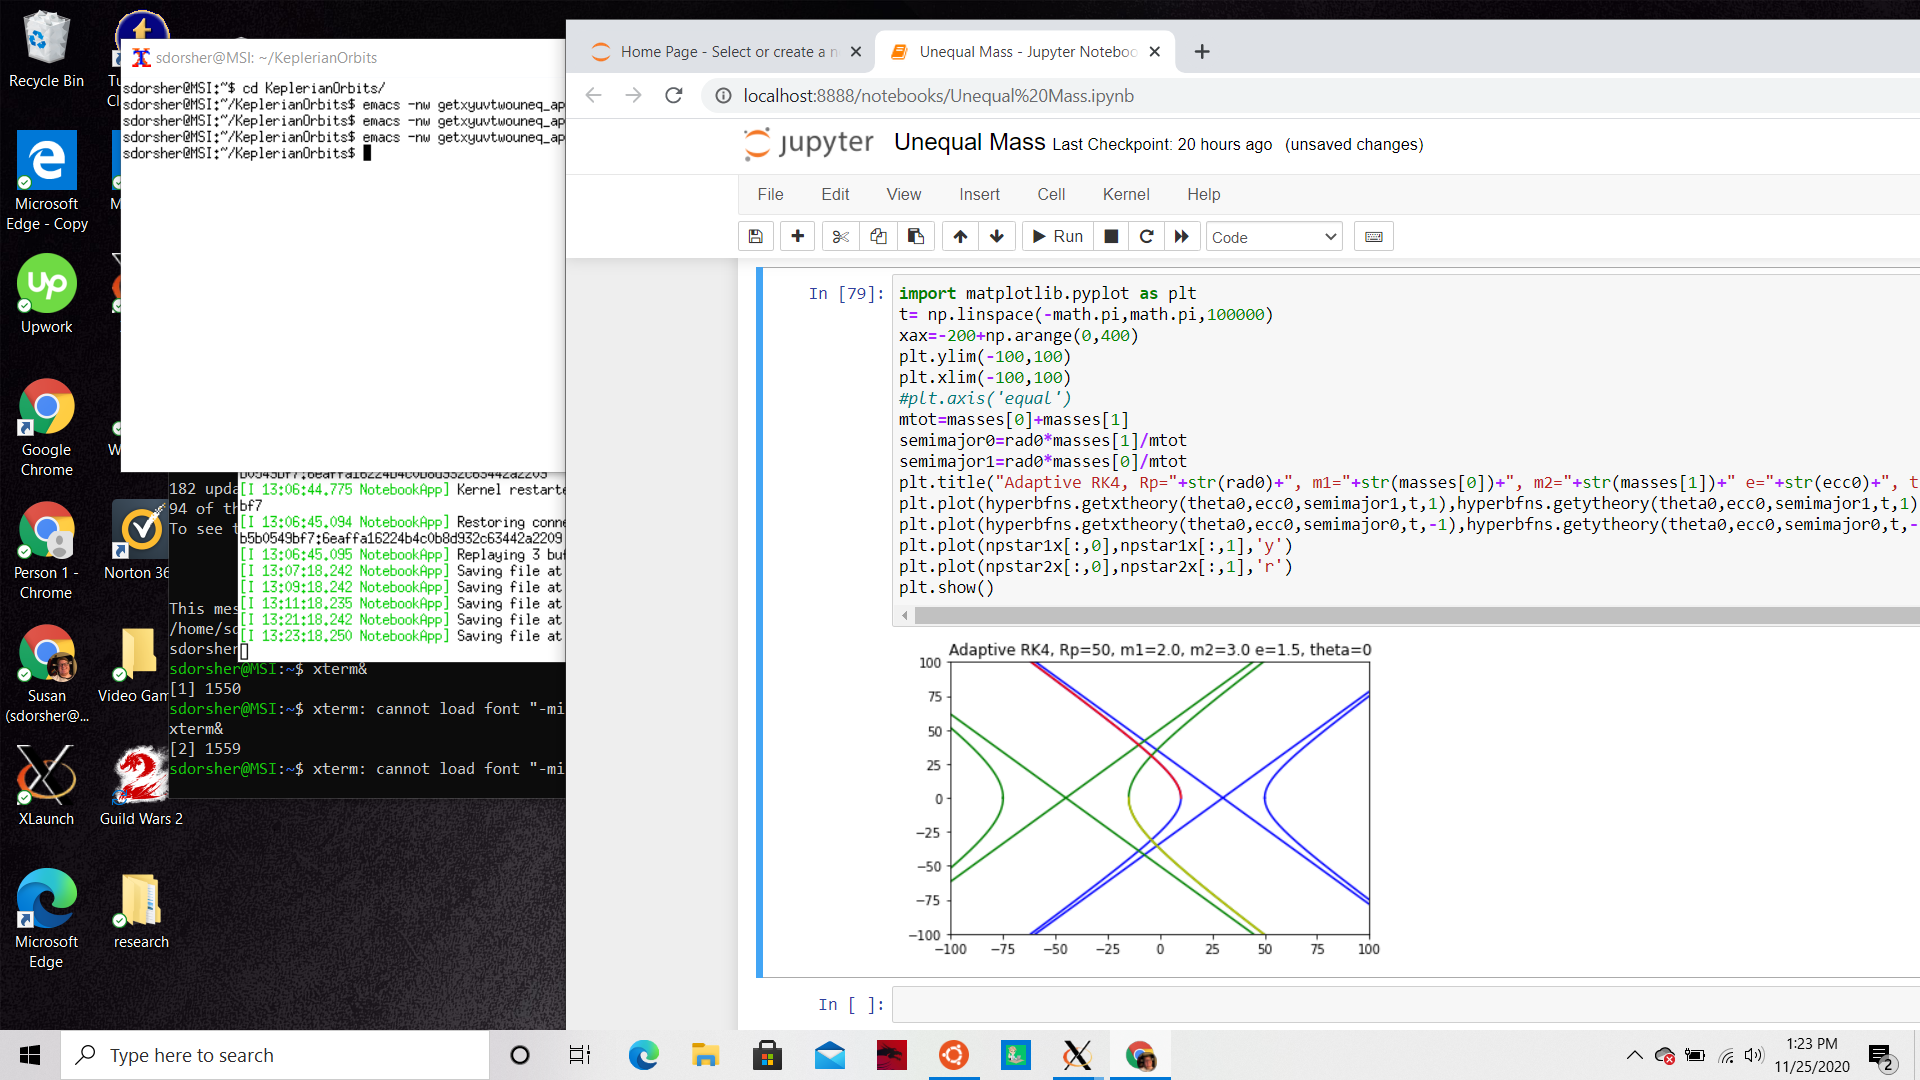 Recycle Bin
Microsoft
Edge - Copy
Upwork
Google
Chrome
Person 1 -
Chrome
Norton 36
Susan
(sdorsher@...
Video Gam
XLaunch
Guild Wars 2
Microsoft
Edge
research
sdorsher@MSI: ~/KeplerianOrbits
sdorsher@MSI:~$ cd KeplerianOrbits/
sdorsher@MSI:~/KeplerianOrbits$ emacs -nw getxyuvtwouneq_ap
sdorsher@MSI:~/KeplerianOrbits$ emacs -nw getxyuvtwouneq_ap
sdorsher@MSI:~/KeplerianOrbits$ emacs -nw getxyuvtwouneq_ap
sdorsher@MSI:~/KeplerianOrbits$
182 upda
94 of th
To see t
This mes
/home/sd
sdorsher
[I 13:06:44.775 NotebookApp] Kernel restarte
bf7
[I 13:06:45.094 NotebookApp] Restoring conne
b5b0549bf7:6eaffa16224b4c0b8d932c63442a2209
[I 13:06:45.095 NotebookApp] Replaying 3 buf
[I 13:07:18.242 NotebookApp] Saving file at
[I 13:09:18.242 NotebookApp] Saving file at
[I 13:11:18.235 NotebookApp] Saving file at
[I 13:21:18.242 NotebookApp] Saving file at
[I 13:23:18.250 NotebookApp] Saving file at
sdorsher@MSI:~$ xterm&
[1] 1550
sdorsher@MSI:~$ xterm: cannot load font "-mi
xterm&
[2] 1559
sdorsher@MSI:~$ xterm: cannot load font "-mi
Home Page - Select or create a n
Unequal Mass - Jupyter Noteboo
localhost:8888/notebooks/Unequal%20Mass.ipynb
jupyter Unequal Mass Last Checkpoint: 20 hours ago (unsaved changes)
File Edit View Insert Cell Kernel Help
Run Code
In [79]:
import matplotlib.pyplot as plt
t= np.linspace(-math.pi,math.pi,100000)
xax=-200+np.arange(0,400)
plt.ylim(-100,100)
plt.xlim(-100,100)
#plt.axis('equal')
mtot=masses[0]+masses[1]
semimajor0=rad0*masses[1]/mtot
semimajor1=rad0*masses[0]/mtot
plt.title("Adaptive RK4, Rp="+str(rad0)+", m1="+str(masses[0])+", m2="+str(masses[1])+" e="+str(ecc0)+", t
plt.plot(hyperbfns.getxtheory(theta0,ecc0,semimajor1,t,1),hyperbfns.getytheory(theta0,ecc0,semimajor1,t,1)
plt.plot(hyperbfns.getxtheory(theta0,ecc0,semimajor0,t,-1),hyperbfns.getytheory(theta0,ecc0,semimajor0,t,-
plt.plot(npstar1x[:,0],npstar1x[:,1],'y')
plt.plot(npstar2x[:,0],npstar2x[:,1],'r')
plt.show()
Adaptive RK4, Rp=50, m1=2.0, m2=3.0 e=1.5, theta=0
100
75
50
25
0
−25
−50
−75
−100
−100 −75 −50 −25 0 25 50 75 100
In [ ]:
Type here to search
1:23 PM
11/25/2020
2